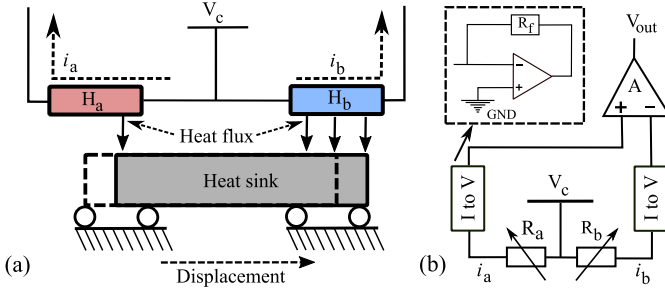 V_c
i_a
i_b
H_a
H_b
Heat flux
Heat sink
(a)
Displacement
R_f
−
+
GND
V_out
A
+ −
I to V
V_c
I to V
R_a
R_b
i_a
i_b
(b)